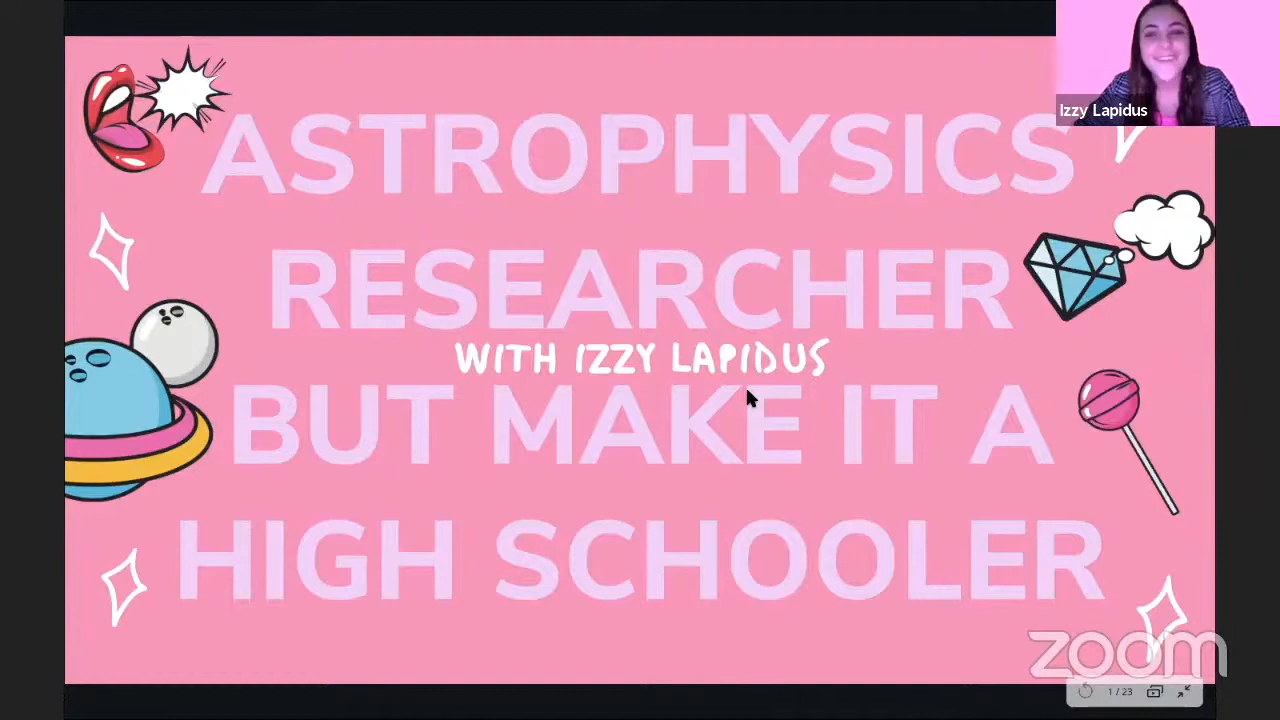 Izzy Lapidus
ASTROPHYSICS
RESEARCHER
WITH IZZY LAPIDUS
BUT MAKE IT A
HIGH SCHOOLER
zoom
1 / 23